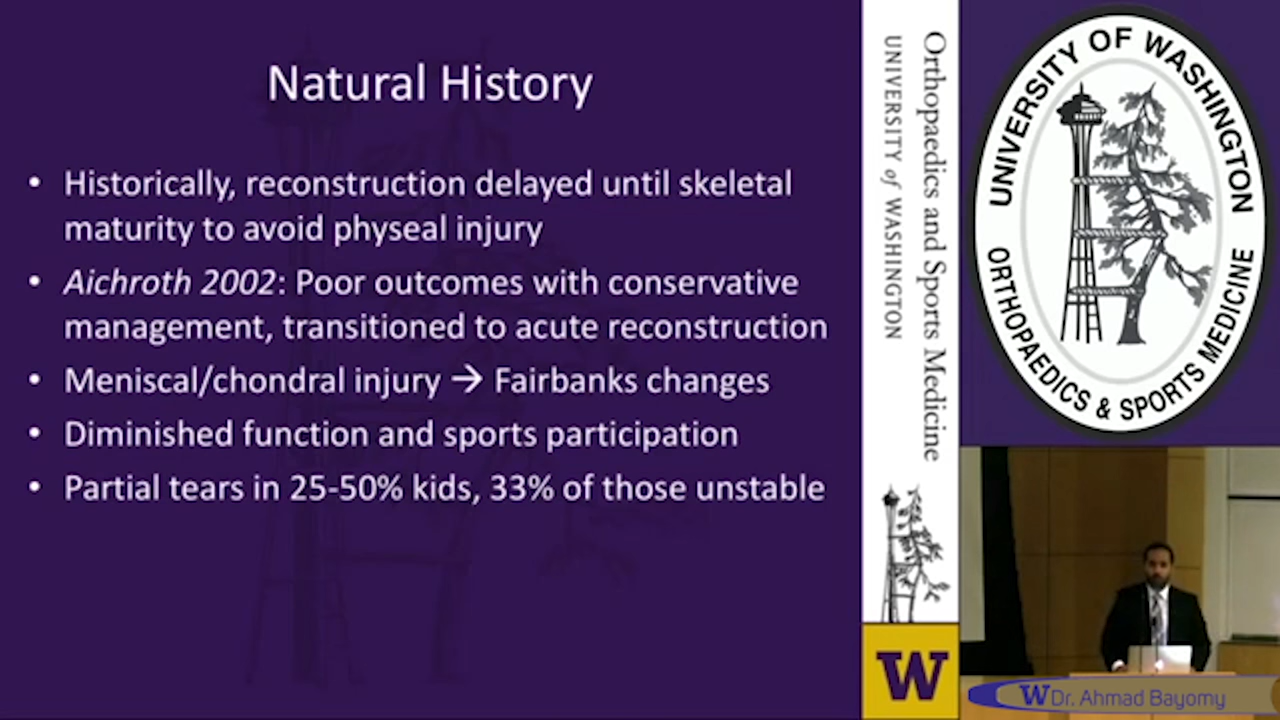 Natural History
• Historically, reconstruction delayed until skeletal
maturity to avoid physeal injury
• Aichroth 2002: Poor outcomes with conservative
management, transitioned to acute reconstruction
• Meniscal/chondral injury → Fairbanks changes
• Diminished function and sports participation
• Partial tears in 25-50% kids, 33% of those unstable
Orthopaedics and Sports Medicine
UNIVERSITY of WASHINGTON
W
UNIVERSITY OF WASHINGTON
ORTHOPAEDICS & SPORTS MEDICINE
W Dr. Ahmad Bayomy